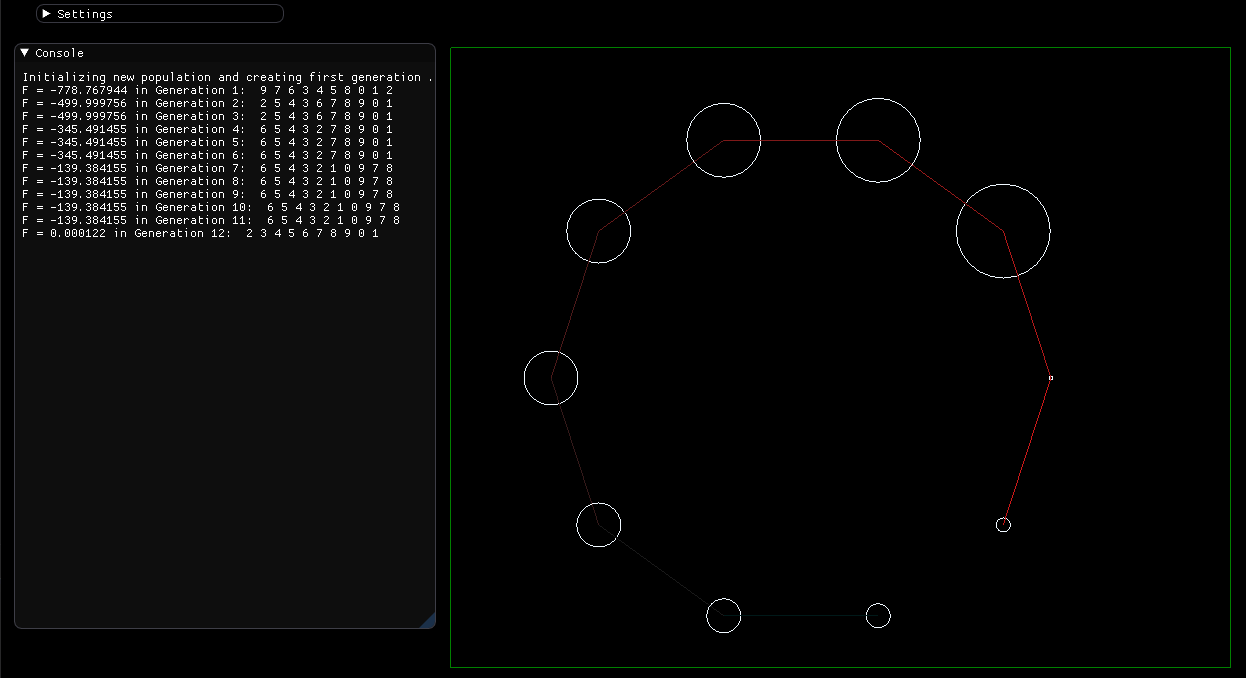 Settings
Console
Initializing new population and creating first generation .
F = -778.767944 in Generation 1:  9 7 6 3 4 5 8 0 1 2
F = -499.999756 in Generation 2:  2 5 4 3 6 7 8 9 0 1
F = -499.999756 in Generation 3:  2 5 4 3 6 7 8 9 0 1
F = -345.491455 in Generation 4:  6 5 4 3 2 7 8 9 0 1
F = -345.491455 in Generation 5:  6 5 4 3 2 7 8 9 0 1
F = -345.491455 in Generation 6:  6 5 4 3 2 7 8 9 0 1
F = -139.384155 in Generation 7:  6 5 4 3 2 1 0 9 7 8
F = -139.384155 in Generation 8:  6 5 4 3 2 1 0 9 7 8
F = -139.384155 in Generation 9:  6 5 4 3 2 1 0 9 7 8
F = -139.384155 in Generation 10:  6 5 4 3 2 1 0 9 7 8
F = -139.384155 in Generation 11:  6 5 4 3 2 1 0 9 7 8
F = 0.000122 in Generation 12:  2 3 4 5 6 7 8 9 0 1